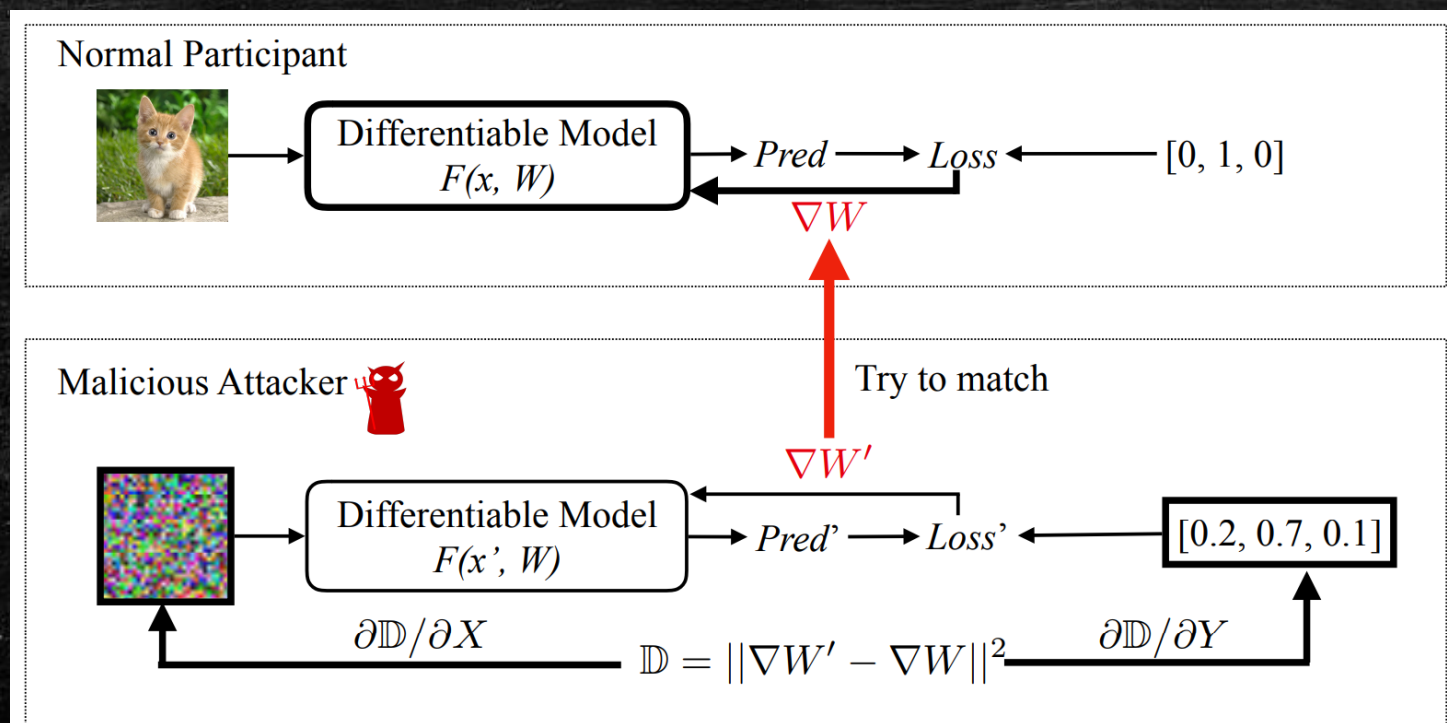 Normal Participant
Differentiable Model
F(x, W)
Pred
Loss
[0, 1, 0]
∇W
Try to match
Malicious Attacker
∇W′
Differentiable Model
F(x’, W)
Pred’
Loss’
[0.2, 0.7, 0.1]
∂𝔻/∂X
𝔻 = ||∇W′ − ∇W||²
∂𝔻/∂Y